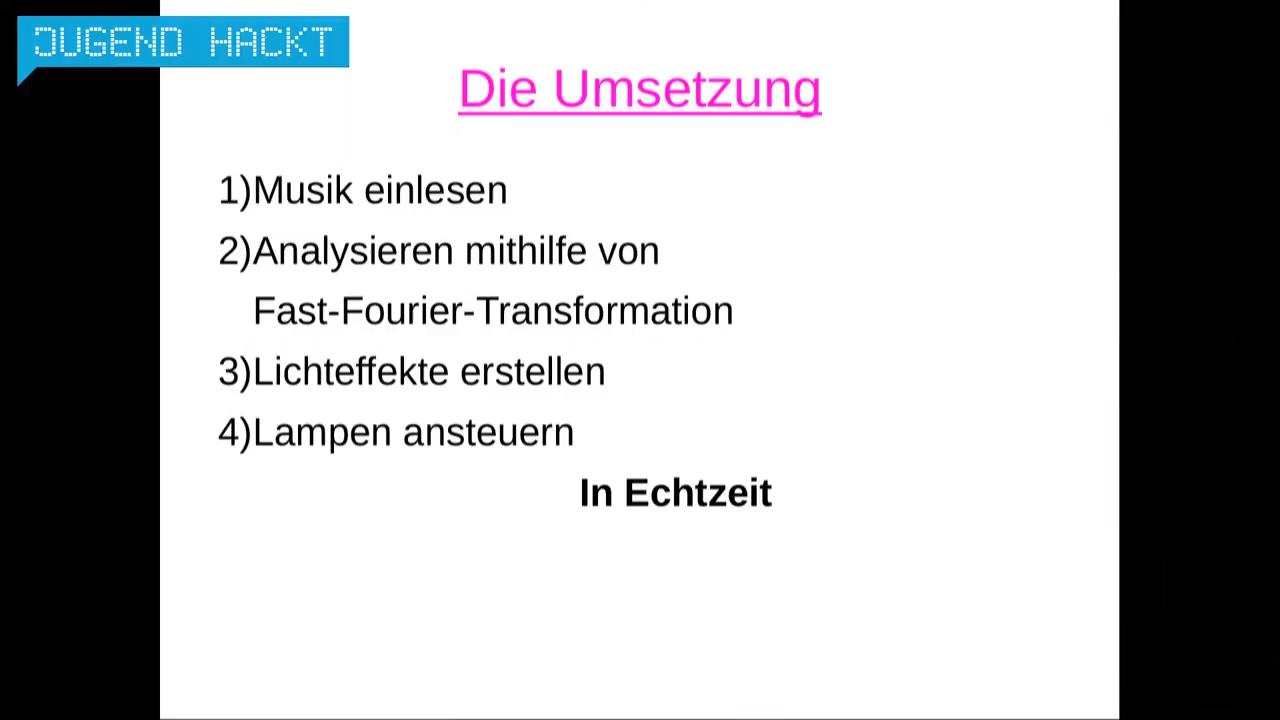 JUGEND HACKT
Die Umsetzung
1)Musik einlesen
2)Analysieren mithilfe von
Fast-Fourier-Transformation
3)Lichteffekte erstellen
4)Lampen ansteuern
In Echtzeit